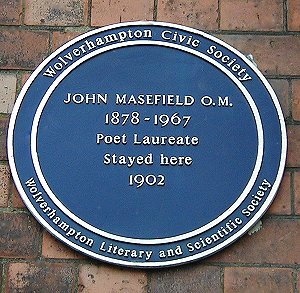 Wolverhampton Civic Society
JOHN MASEFIELD O.M.
1878 - 1967
Poet Laureate
Stayed here
1902
Wolverhampton Literary and Scientific Society